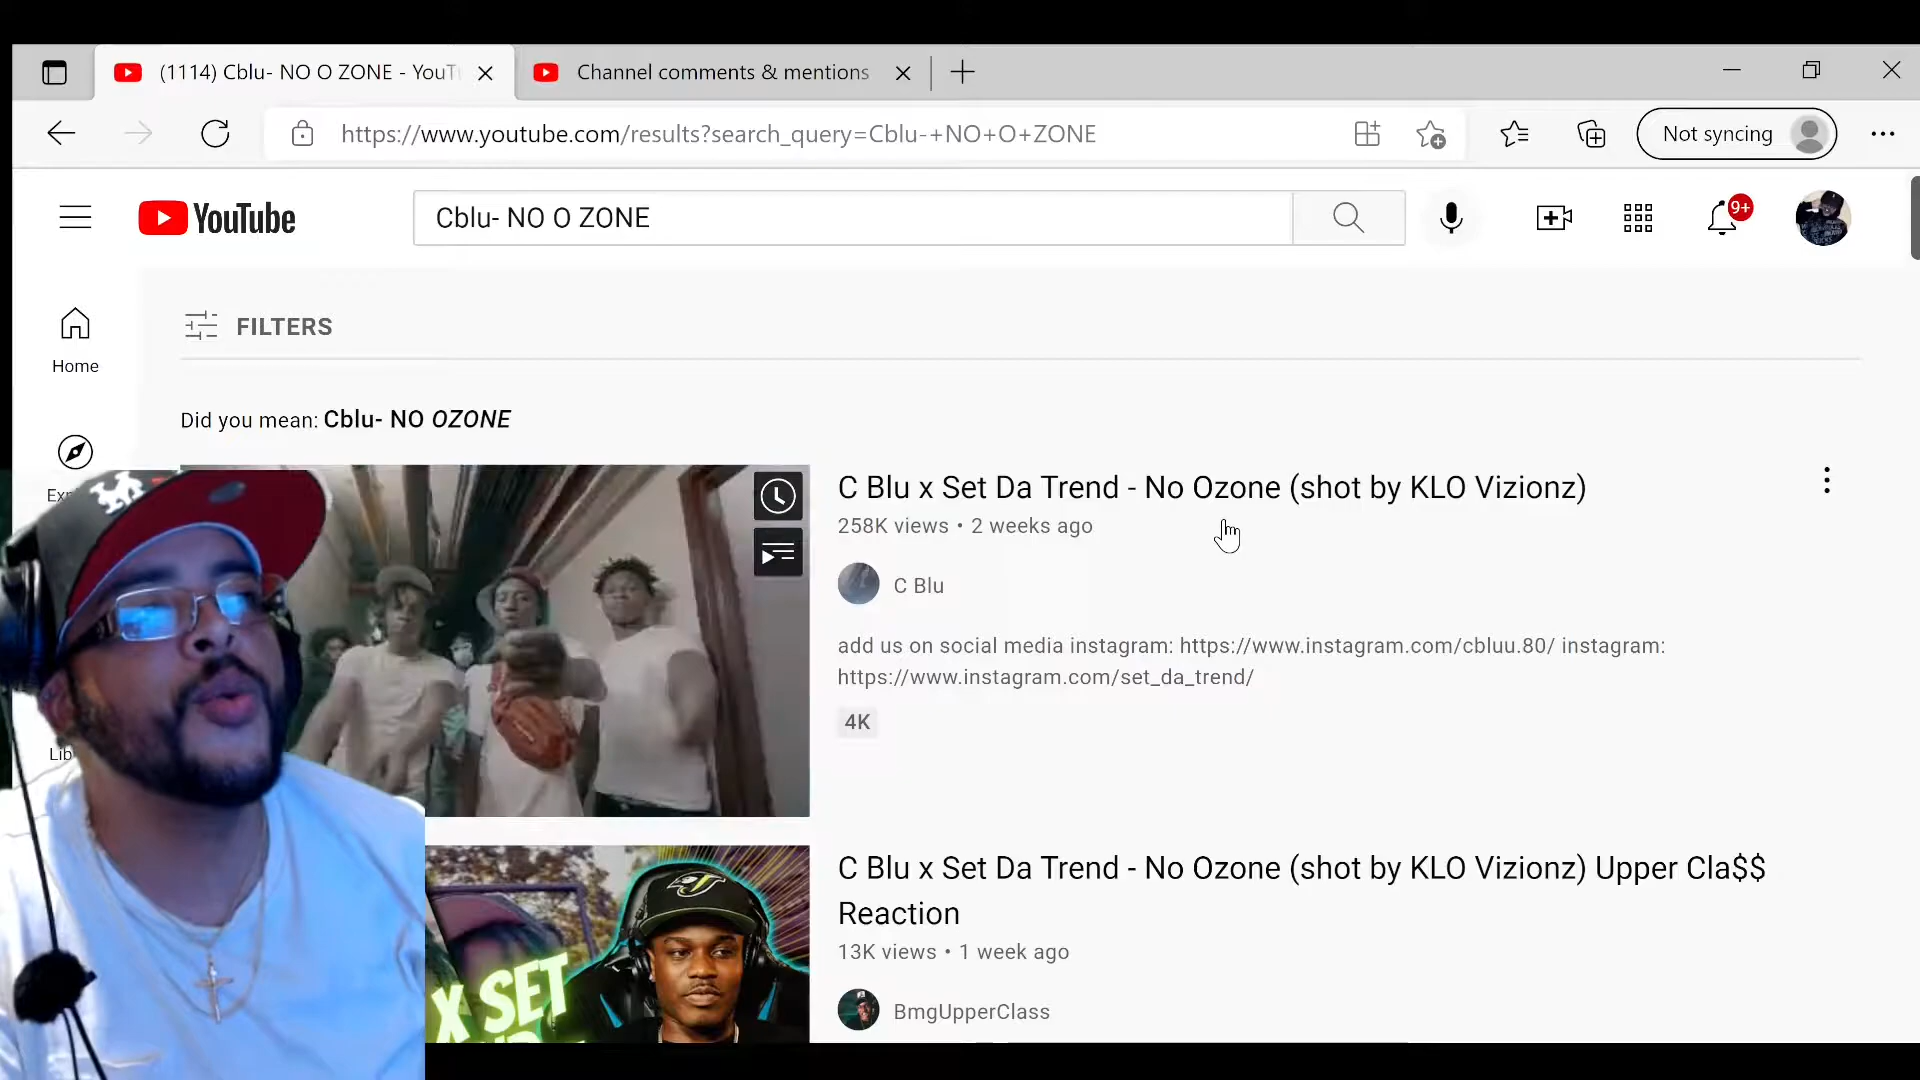 (1114) Cblu- NO O ZONE - YouT
Channel comments & mentions
https://www.youtube.com/results?search_query=Cblu-+NO+O+ZONE
Not syncing
YouTube
Cblu- NO O ZONE
9+
FILTERS
Home
Did you mean: Cblu- NO OZONE
Exp
C Blu x Set Da Trend - No Ozone (shot by KLO Vizionz)
258K views • 2 weeks ago
C Blu
add us on social media instagram: https://www.instagram.com/cbluu.80/ instagram:
https://www.instagram.com/set_da_trend/
4K
Lib
C Blu x Set Da Trend - No Ozone (shot by KLO Vizionz) Upper Cla$$
Reaction
13K views • 1 week ago
X SET
BmgUpperClass